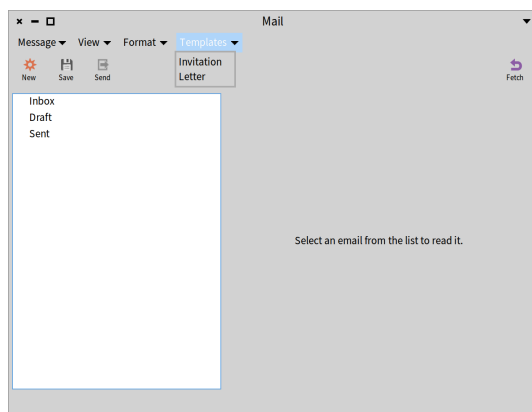 Mail
Message View Format Templates
Invitation
Letter
New Save Send Fetch
Inbox
Draft
Sent
Select an email from the list to read it.